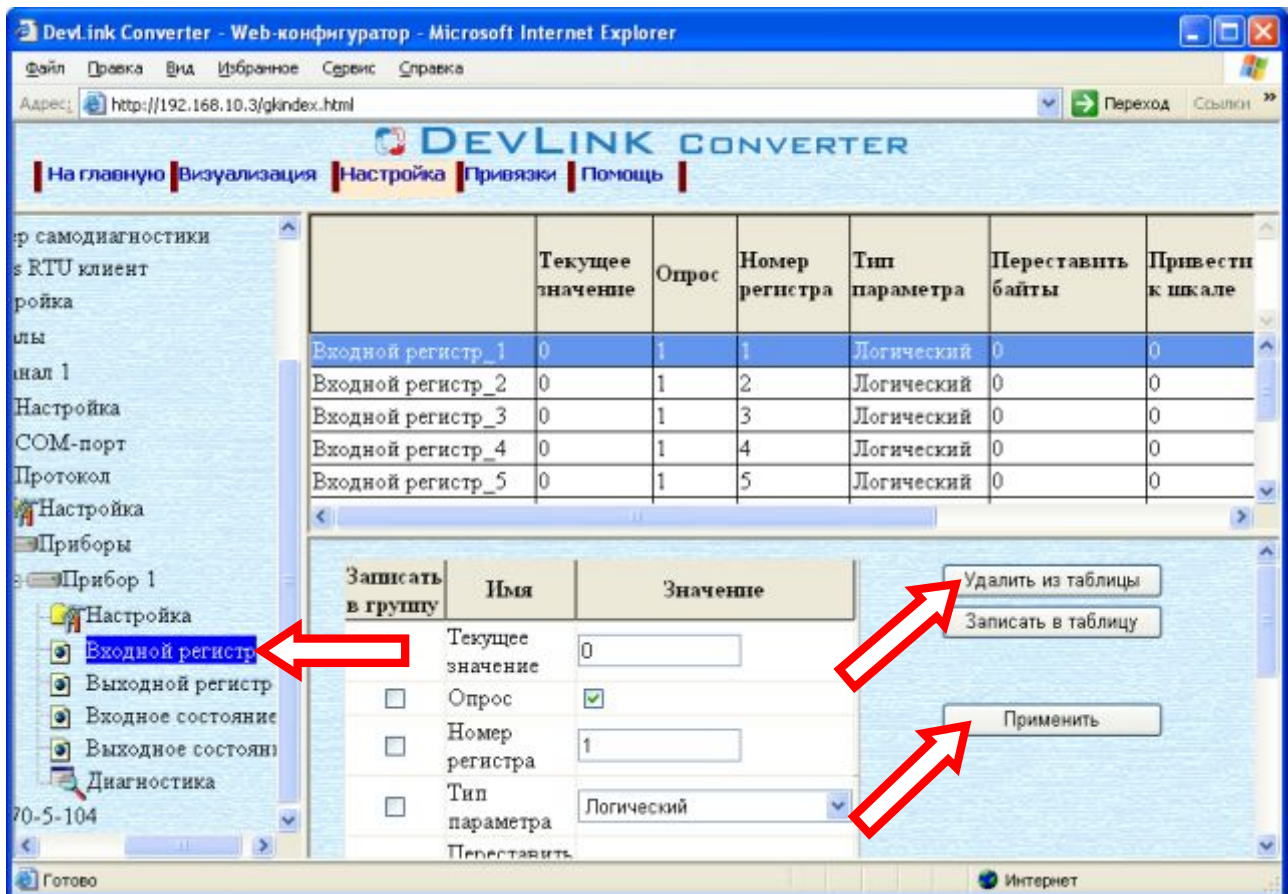 DevLink Converter - Web-конфигуратор - Microsoft Internet Explorer
Файл Правка Вид Избранное Сервис Справка
Адрес: http://192.168.10.3/gkindex.html Переход Ссылки »
DEVLINK CONVERTER
На главную Визуализация Настройка Привязки Помощь
ер самодиагностики
s RTU клиент
ройка
алы
анал 1
Настройка
COM-порт
Протокол
Настройка
Приборы
Прибор 1
Настройка
Входной регистр
Выходной регистр
Входное состояние
Выходное состоян
Диагностика
70-5-104
Текущее значение Опрос Номер регистра Тип параметра Переставить байты Привести к шкале
Входной регистр_1 0 1 1 Логический 0 0
Входной регистр_2 0 1 2 Логический 0 0
Входной регистр_3 0 1 3 Логический 0 0
Входной регистр_4 0 1 4 Логический 0 0
Входной регистр_5 0 1 5 Логический 0 0
Записать в группу Имя Значение
Текущее значение 0
Опрос
Номер регистра 1
Тип параметра Логический
Переставить
Удалить из таблицы
Записать в таблицу
Применить
Готово Интернет